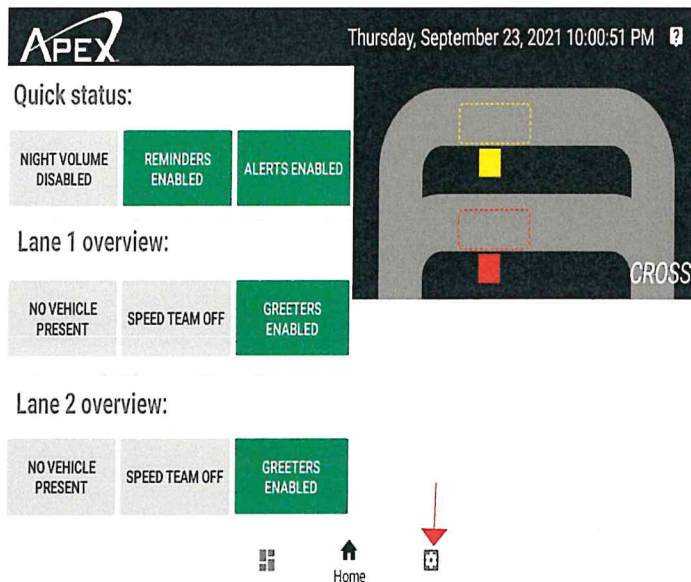 APEX
Thursday, September 23, 2021 10:00:51 PM
?
Quick status:
NIGHT VOLUME
DISABLED
REMINDERS
ENABLED
ALERTS ENABLED
Lane 1 overview:
NO VEHICLE
PRESENT
SPEED TEAM OFF
GREETERS
ENABLED
CROSS
Lane 2 overview:
NO VEHICLE
PRESENT
SPEED TEAM OFF
GREETERS
ENABLED
Home